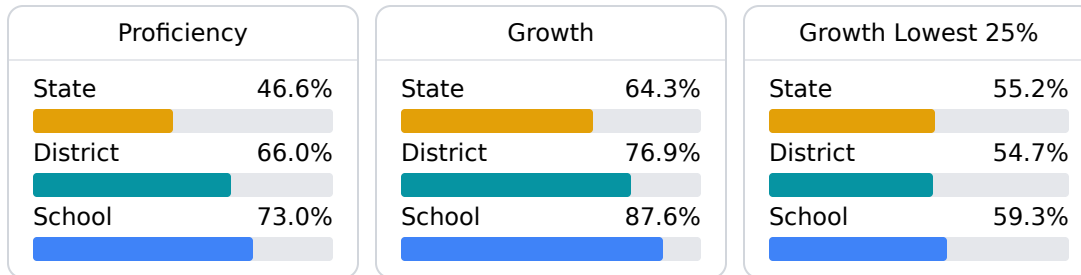 Proficiency
State 46.6%
District 66.0%
School 73.0%
Growth
State 64.3%
District 76.9%
School 87.6%
Growth Lowest 25%
State 55.2%
District 54.7%
School 59.3%